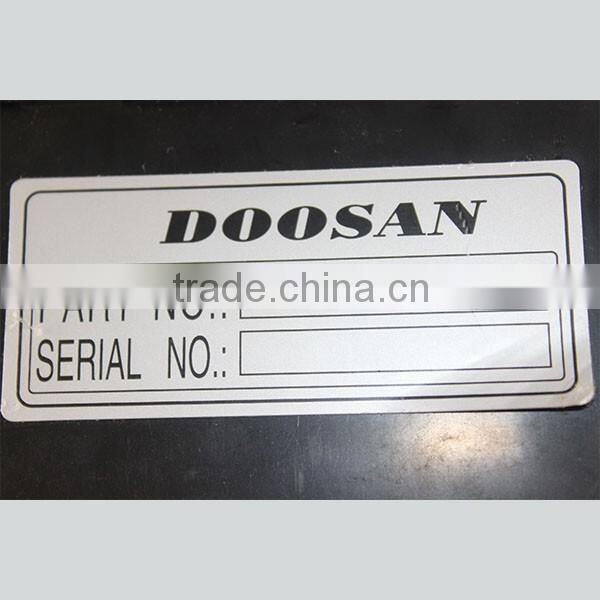 DOOSAN
trade.china.cn
PART NO.:
SERIAL NO.: